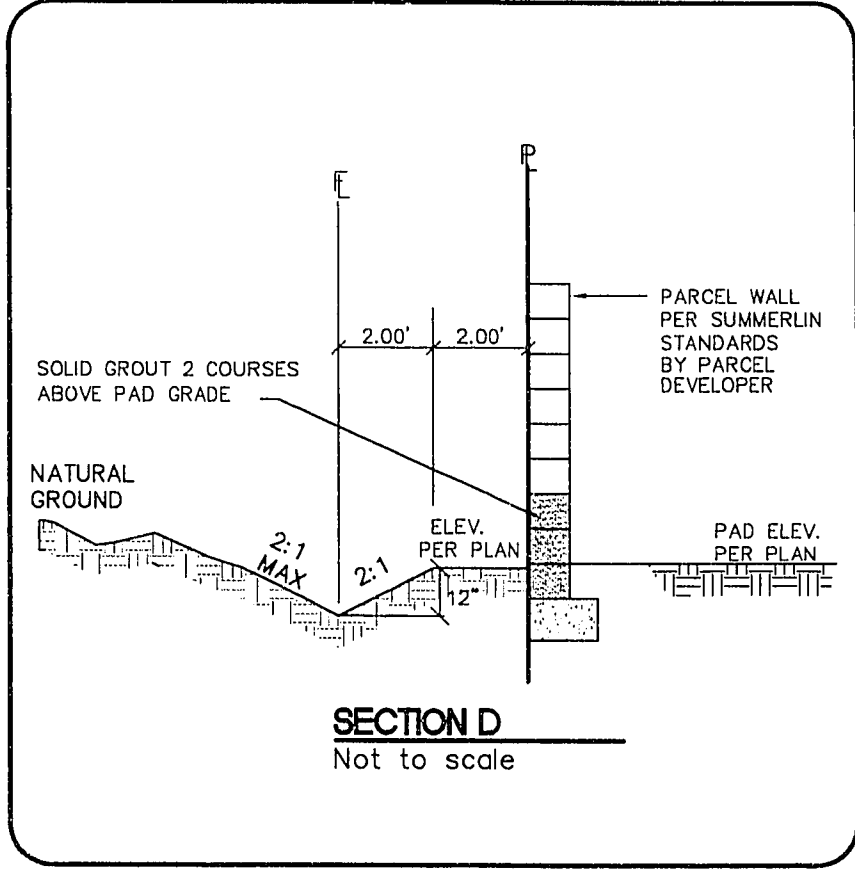 FL
PL
2.00'
2.00'
PARCEL WALL
PER SUMMERLIN
STANDARDS
BY PARCEL
DEVELOPER
SOLID GROUT 2 COURSES
ABOVE PAD GRADE
NATURAL
GROUND
2:1
MAX
2:1
ELEV.
PER PLAN
12"
PAD ELEV.
PER PLAN
SECTION D
Not to scale